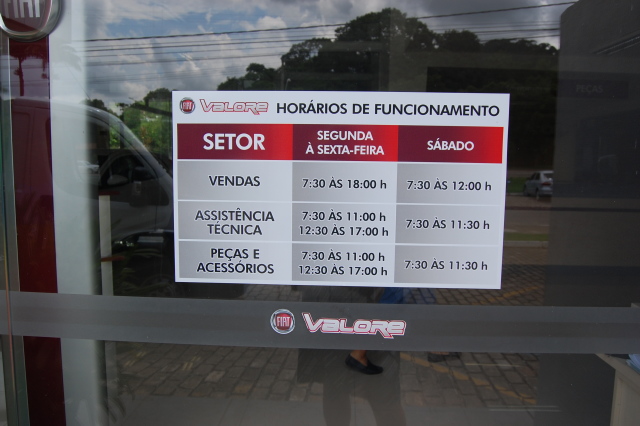 FIAT
FIAT VALORE HORÁRIOS DE FUNCIONAMENTO
SETOR
SEGUNDA
À SEXTA-FEIRA
SÁBADO
VENDAS
7:30 ÀS 18:00 h
7:30 ÀS 12:00 h
ASSISTÊNCIA
TÉCNICA
7:30 ÀS 11:00 h
12:30 ÀS 17:00 h
7:30 ÀS 11:30 h
PEÇAS E
ACESSÓRIOS
7:30 ÀS 11:00 h
12:30 ÀS 17:00 h
7:30 ÀS 11:30 h
PEÇAS
FIAT VALORE